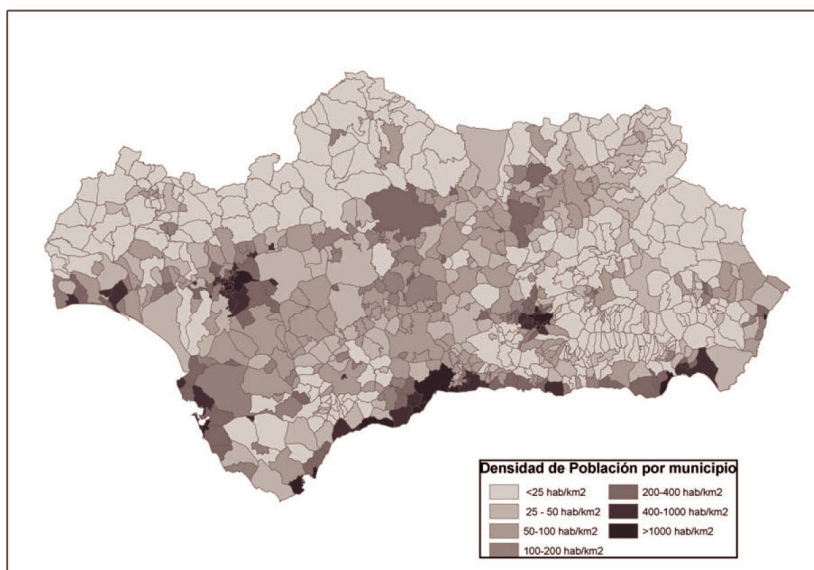 Densidad de Población por municipio
<25 hab/km2
25 - 50 hab/km2
50-100 hab/km2
100-200 hab/km2
200-400 hab/km2
400-1000 hab/km2
>1000 hab/km2